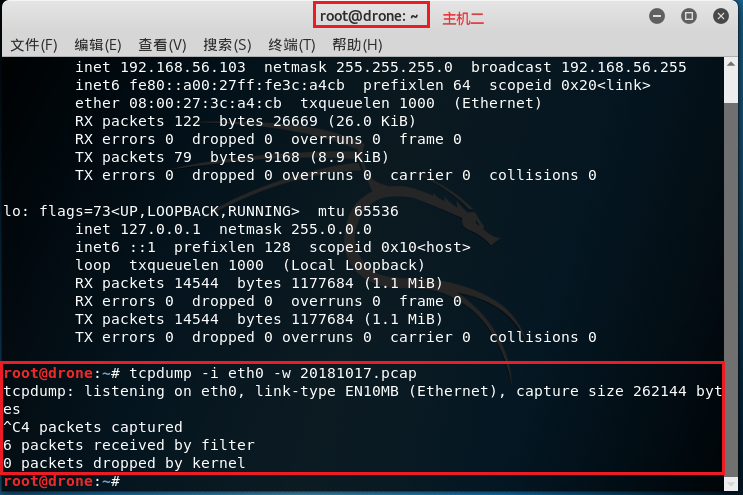 root@drone: ~ 主机二
文件(F) 编辑(E) 查看(V) 搜索(S) 终端(T) 帮助(H)
inet 192.168.56.103 netmask 255.255.255.0 broadcast 192.168.56.255
inet6 fe80::a00:27ff:fe3c:a4cb prefixlen 64 scopeid 0x20<link>
ether 08:00:27:3c:a4:cb txqueuelen 1000 (Ethernet)
RX packets 122 bytes 26669 (26.0 KiB)
RX errors 0 dropped 0 overruns 0 frame 0
TX packets 79 bytes 9168 (8.9 KiB)
TX errors 0 dropped 0 overruns 0 carrier 0 collisions 0
lo: flags=73<UP,LOOPBACK,RUNNING> mtu 65536
inet 127.0.0.1 netmask 255.0.0.0
inet6 ::1 prefixlen 128 scopeid 0x10<host>
loop txqueuelen 1000 (Local Loopback)
RX packets 14544 bytes 1177684 (1.1 MiB)
RX errors 0 dropped 0 overruns 0 frame 0
TX packets 14544 bytes 1177684 (1.1 MiB)
TX errors 0 dropped 0 overruns 0 carrier 0 collisions 0
root@drone:~# tcpdump -i eth0 -w 20181017.pcap
tcpdump: listening on eth0, link-type EN10MB (Ethernet), capture size 262144 byt
es
^C4 packets captured
6 packets received by filter
0 packets dropped by kernel
root@drone:~#